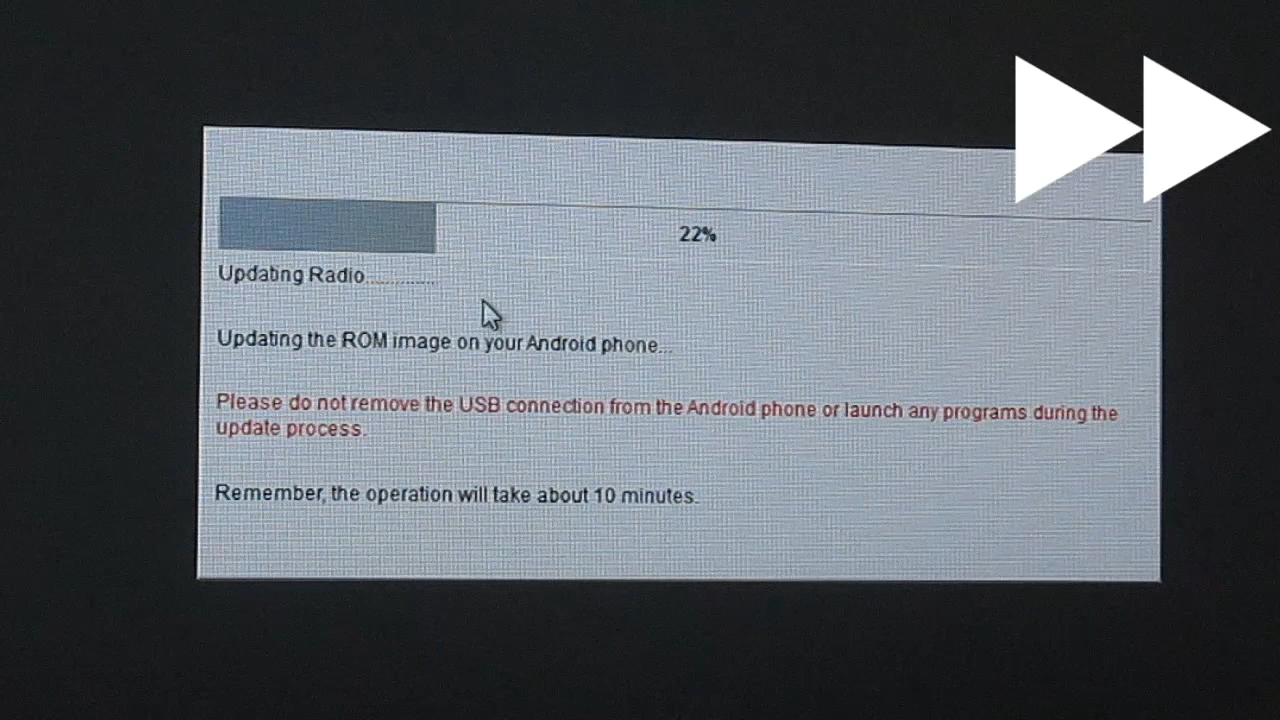 22%
Updating Radio..............
Updating the ROM image on your Android phone...
Please do not remove the USB connection from the Android phone or launch any programs during the
update process.
Remember, the operation will take about 10 minutes.